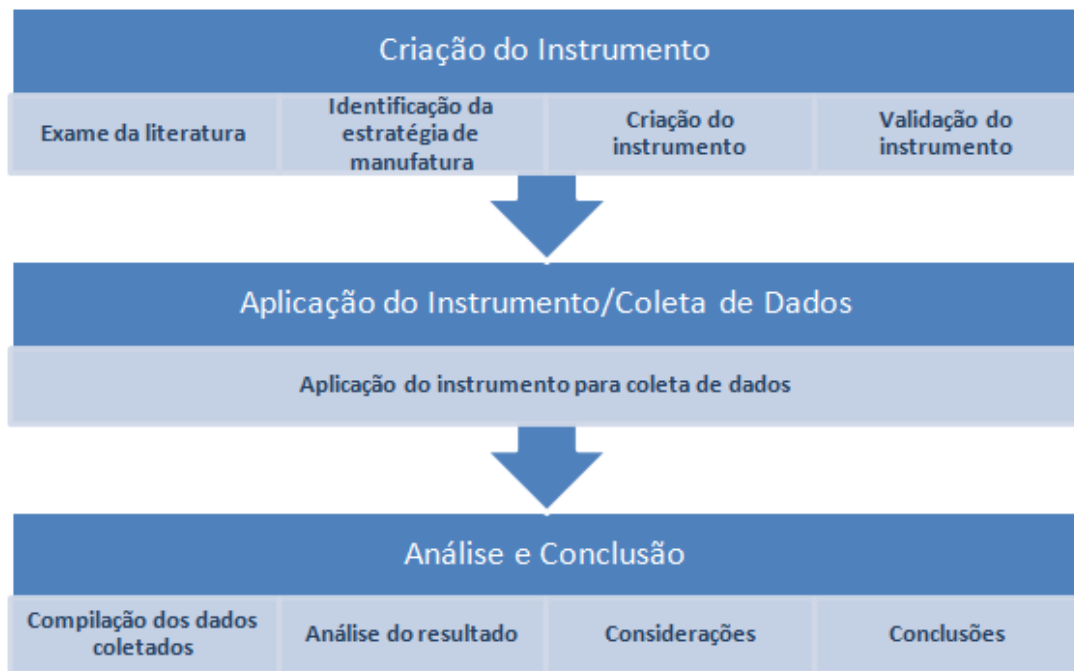 Criação do Instrumento
Exame da literatura
Identificação da
estratégia de
manufatura
Criação do
instrumento
Validação do
instrumento
Aplicação do Instrumento/Coleta de Dados
Aplicação do instrumento para coleta de dados
Análise e Conclusão
Compilação dos dados
coletados
Análise do resultado
Considerações
Conclusões